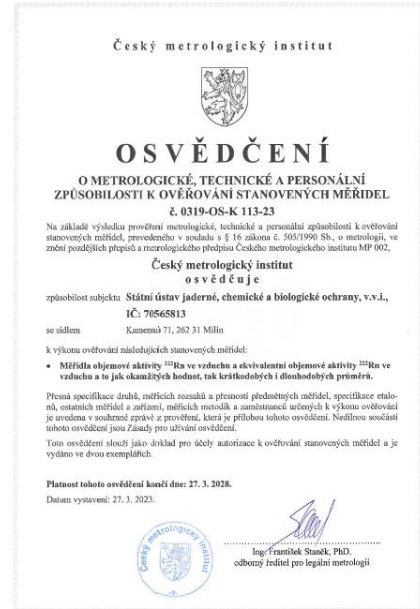 Český metrologický institut
OSVĚDČENÍ
O METROLOGICKÉ, TECHNICKÉ A PERSONÁLNÍ
ZPŮSOBILOSTI K OVĚŘOVÁNÍ STANOVENÝCH MĚŘIDEL
č. 0319-OS-K 113-23
Na základě výsledku prověření metrologické, technické a personální způsobilosti k ověřování
stanovených měřidel, provedeného v souladu s § 16 zákona č. 505/1990 Sb., o metrologii, ve
znění pozdějších předpisů a metrologického předpisu Českého metrologického institutu MP 002,
Český metrologický institut
osvědčuje
způsobilost subjektu Státní ústav jaderné, chemické a biologické ochrany, v.v.i.,
IČ: 70565813
se sídlem Kamenná 71, 262 31 Milín
k výkonu ověřování následujících stanovených měřidel:
• Měřidla objemové aktivity ²²²Rn ve vzduchu a ekvivalentní objemové aktivity ²²²Rn ve
vzduchu a to jak okamžitých hodnot, tak krátkodobých i dlouhodobých průměrů.
Přesná specifikace druhů, měřicích rozsahů a přesností předmětných měřidel, specifikace etalo-
nů, ostatních měřidel a zařízení, měřicích metodik a zaměstnanců určených k výkonu ověřování
je uvedena v souhrnné zprávě z prověření, která je přílohou tohoto osvědčení. Nedílnou součástí
tohoto osvědčení jsou Zásady pro užívání osvědčení.
Toto osvědčení slouží jako doklad pro účely autorizace k ověřování stanovených měřidel a je
vydáno ve dvou exemplářích.
Platnost tohoto osvědčení končí dne: 27. 3. 2028.
Datum vystavení: 27. 3. 2023.
Český metrologický institut
-8-
Ing. František Staněk, PhD.
odborný ředitel pro legální metrologii